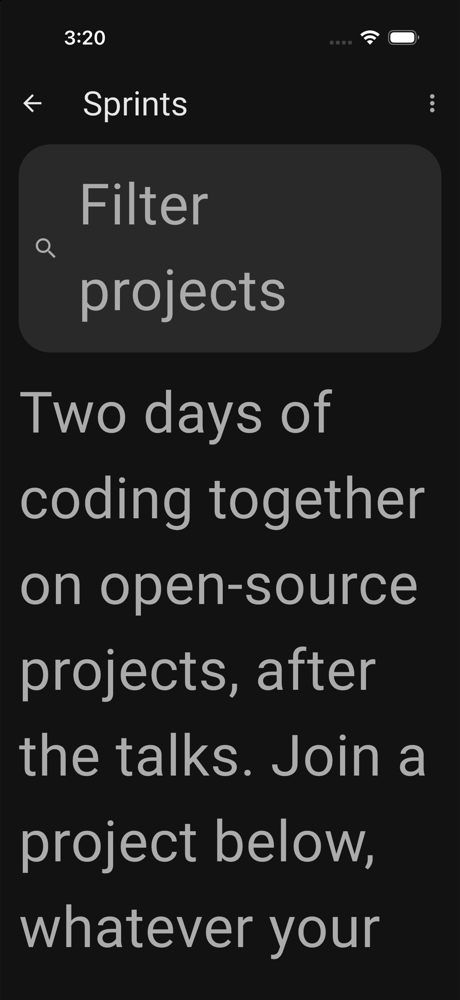 3:20
Sprints
Filter
projects
Two days of
coding together
on open-source
projects, after
the talks. Join a
project below,
whatever your